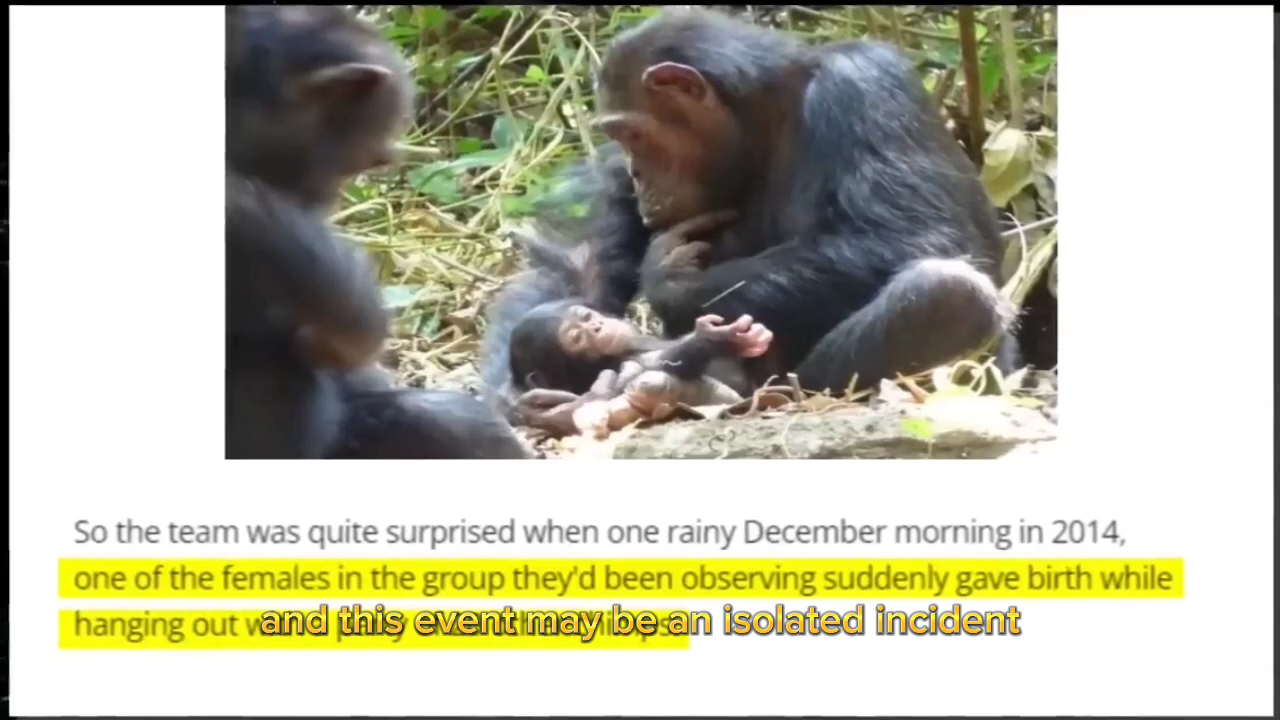 So the team was quite surprised when one rainy December morning in 2014,
one of the females in the group they'd been observing suddenly gave birth while
hanging out
and this event may be an isolated incident